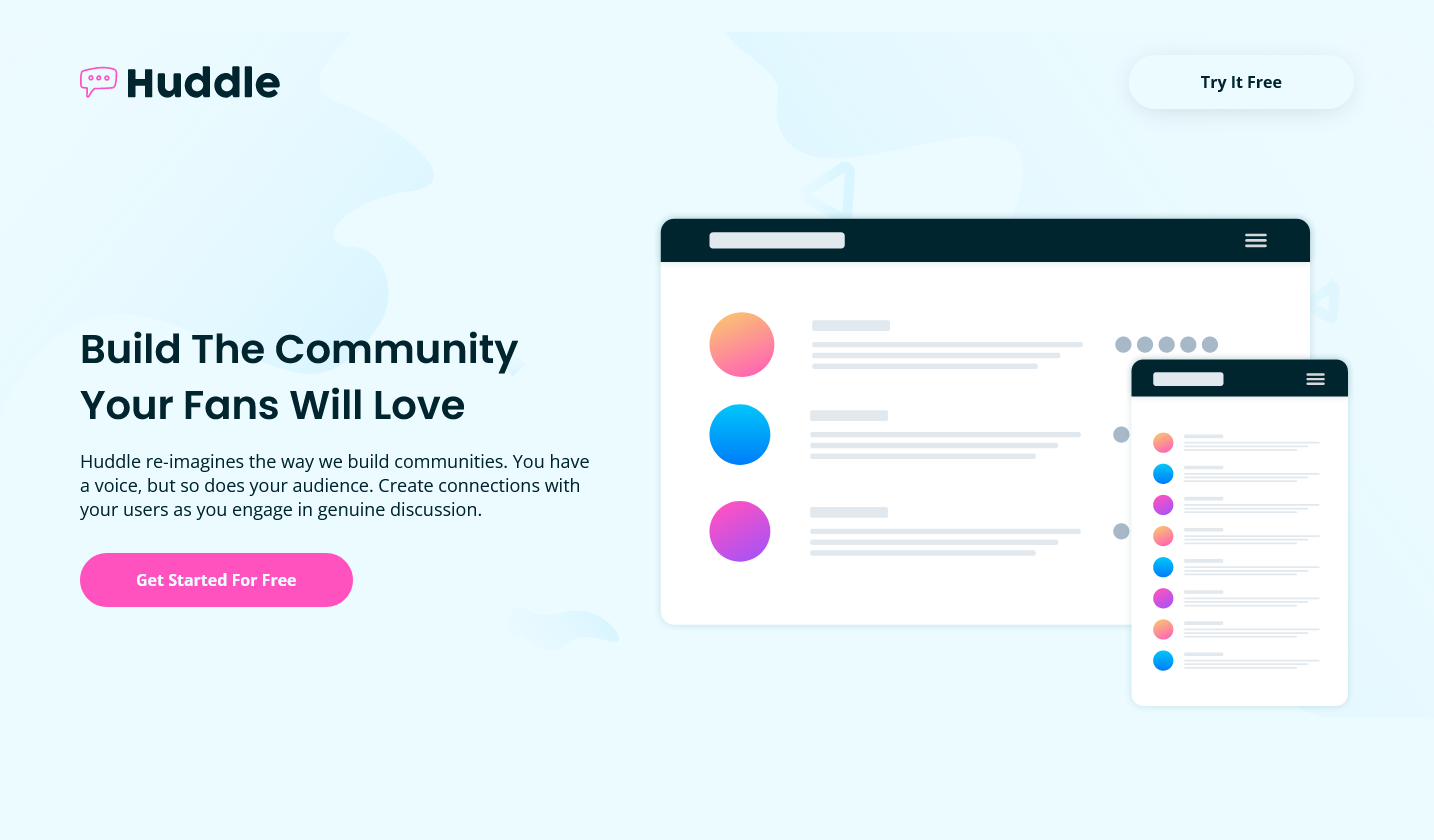 Huddle
Try It Free
Build The Community
Your Fans Will Love
Huddle re-imagines the way we build communities. You have
a voice, but so does your audience. Create connections with
your users as you engage in genuine discussion.
Get Started For Free